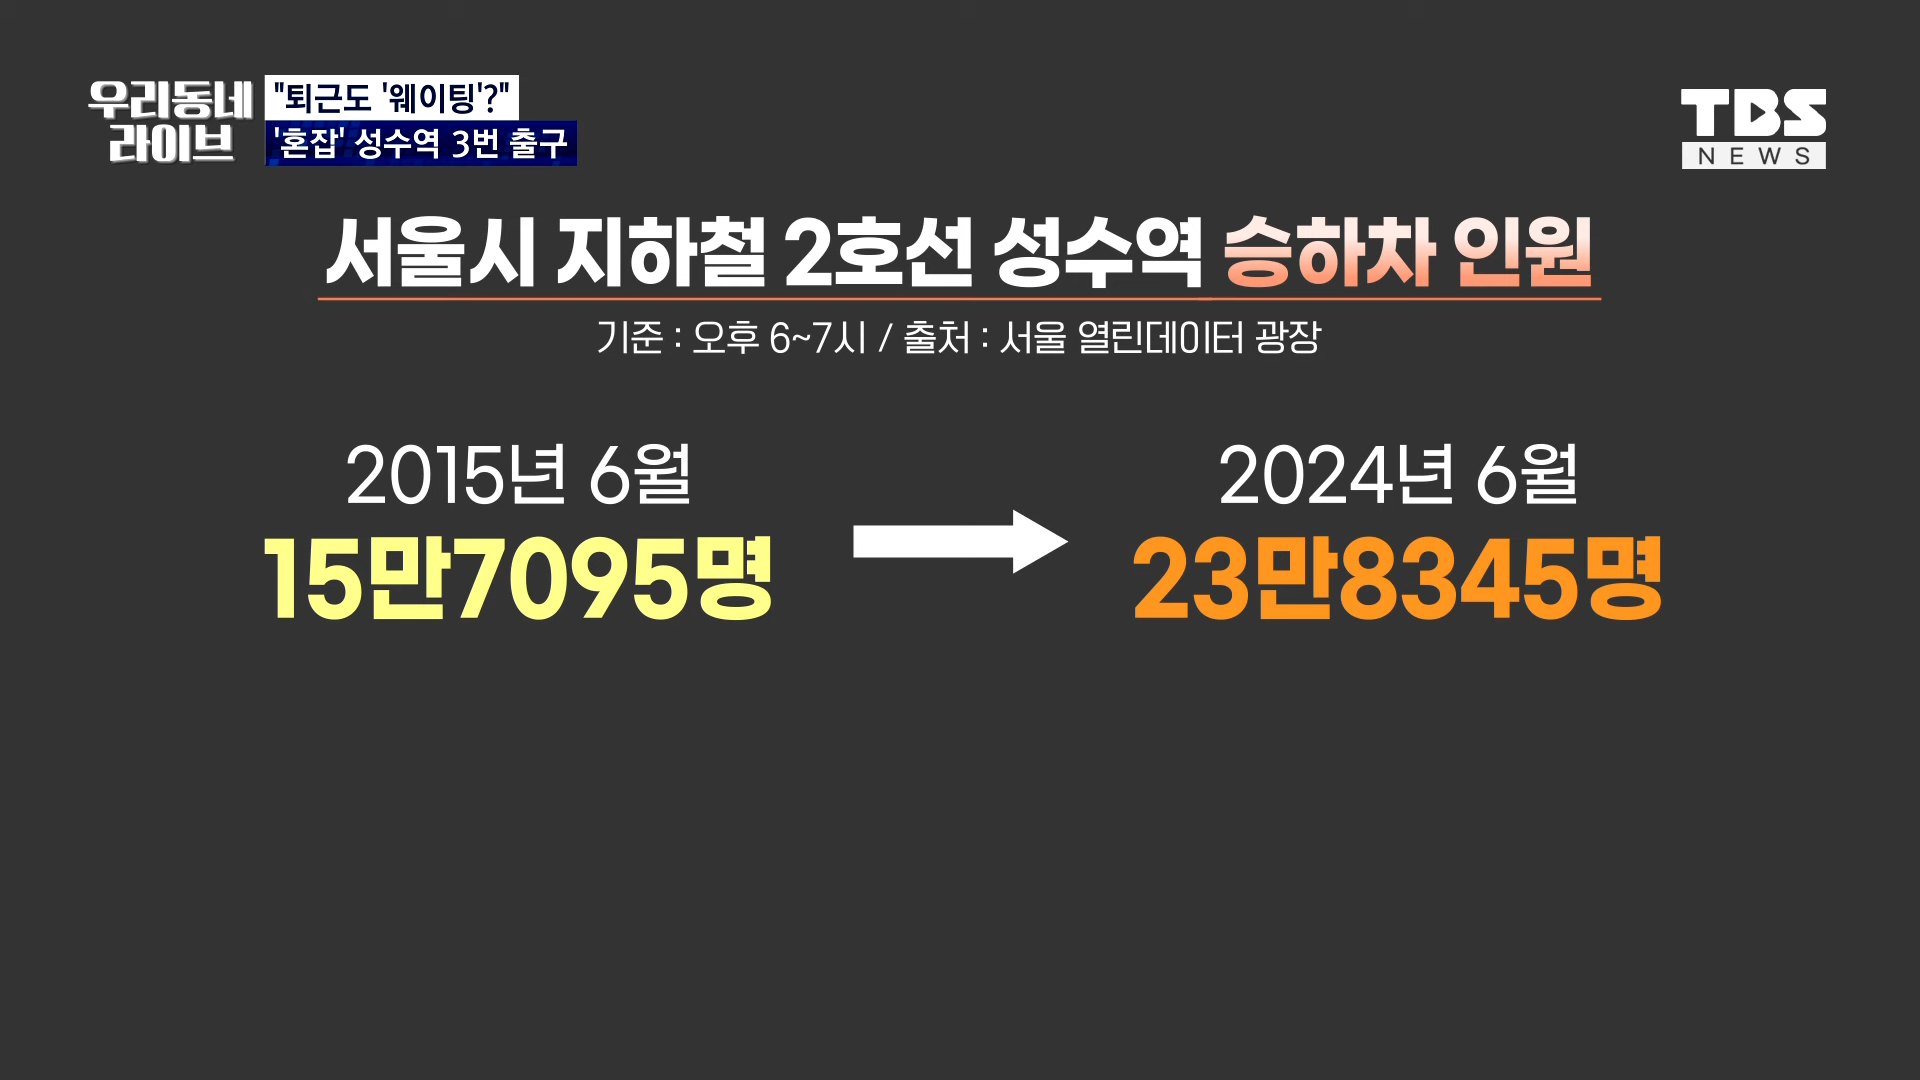 우리동네
라이브
"퇴근도 '웨이팅'?"
'혼잡' 성수역 3번 출구
TBS
NEWS
서울시 지하철 2호선 성수역 승하차 인원
기준 : 오후 6~7시 / 출처 : 서울 열린데이터 광장
2015년 6월
15만7095명
2024년 6월
23만8345명